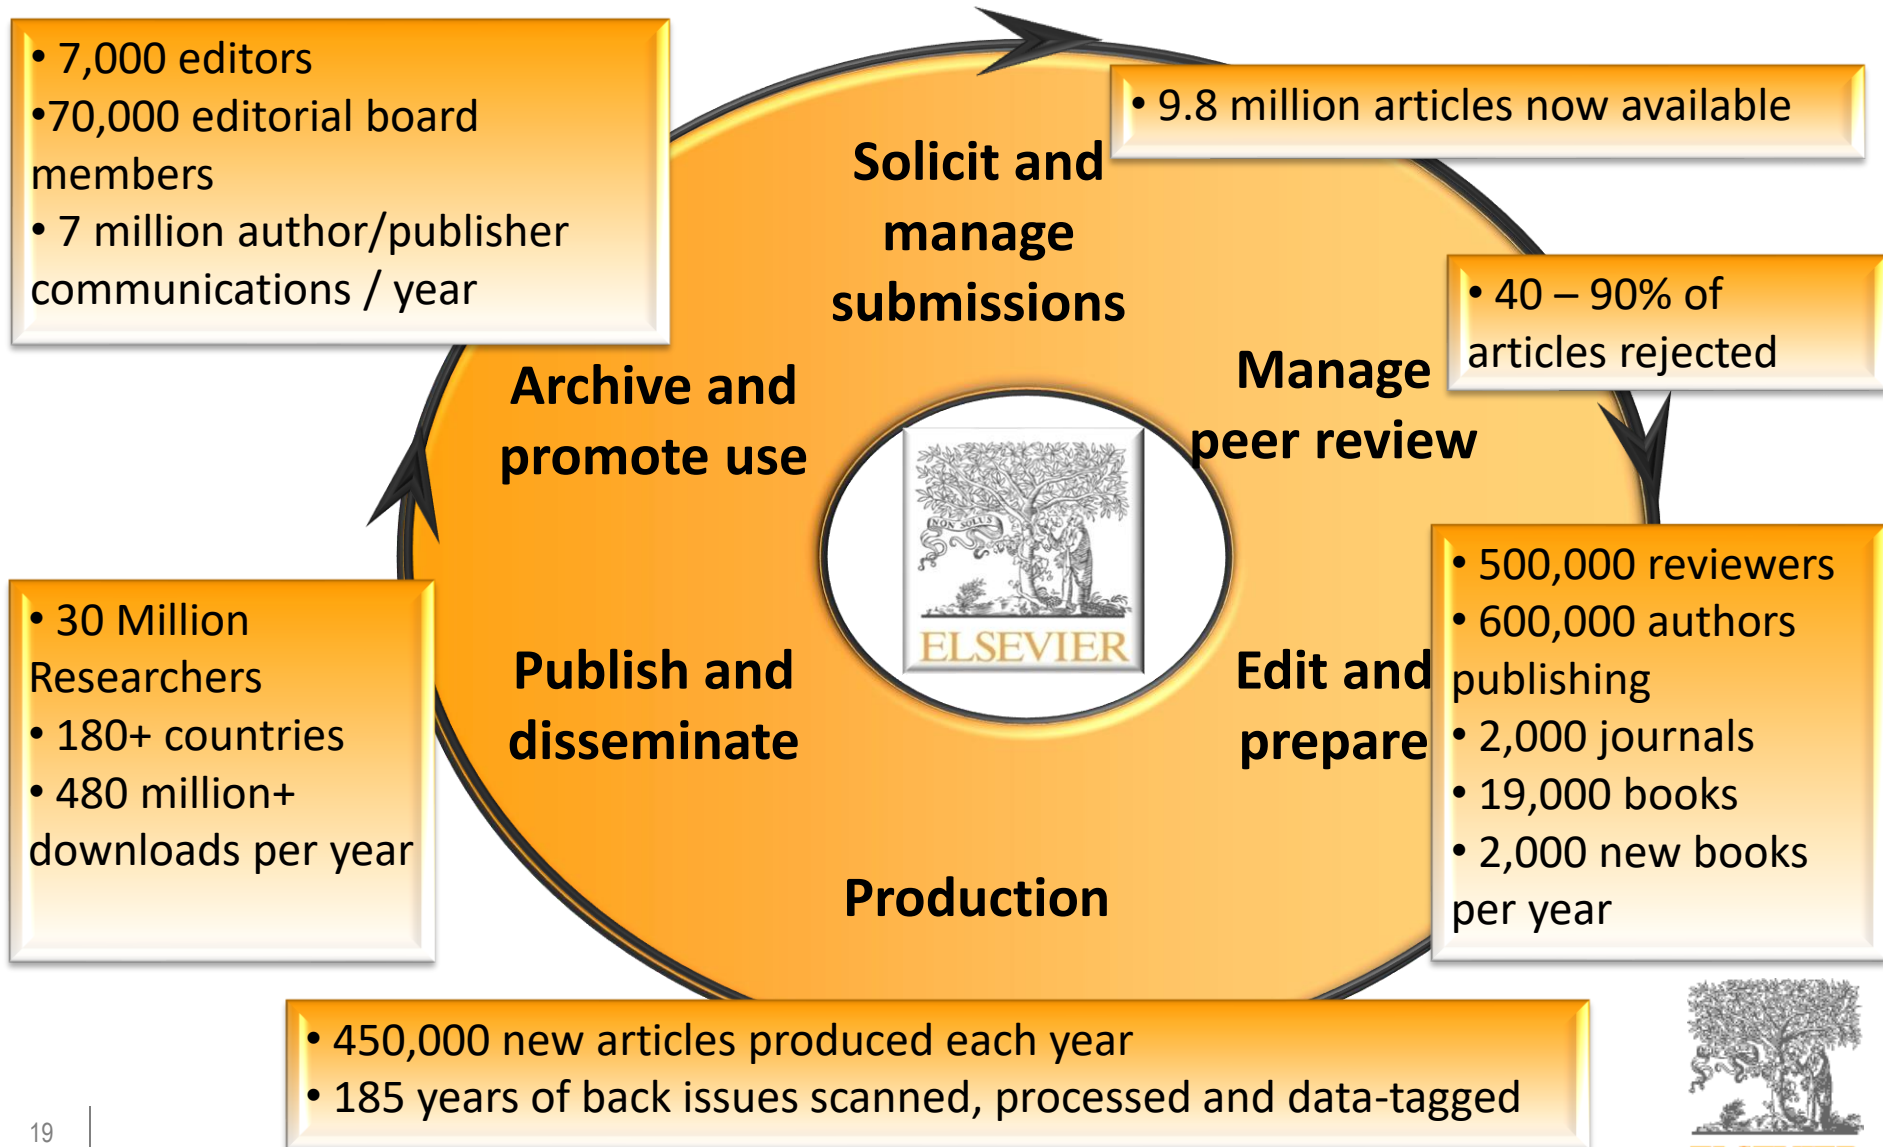 • 7,000 editors
•70,000 editorial board
members
• 7 million author/publisher
communications / year
• 9.8 million articles now available
Solicit and
manage
submissions
• 40 – 90% of
articles rejected
Manage
peer review
Archive and
promote use
NON SOLUS
ELSEVIER
• 500,000 reviewers
• 600,000 authors
publishing
• 2,000 journals
• 19,000 books
• 2,000 new books
per year
Edit and
prepare
• 30 Million
Researchers
• 180+ countries
• 480 million+
downloads per year
Publish and
disseminate
Production
• 450,000 new articles produced each year
• 185 years of back issues scanned, processed and data-tagged
19